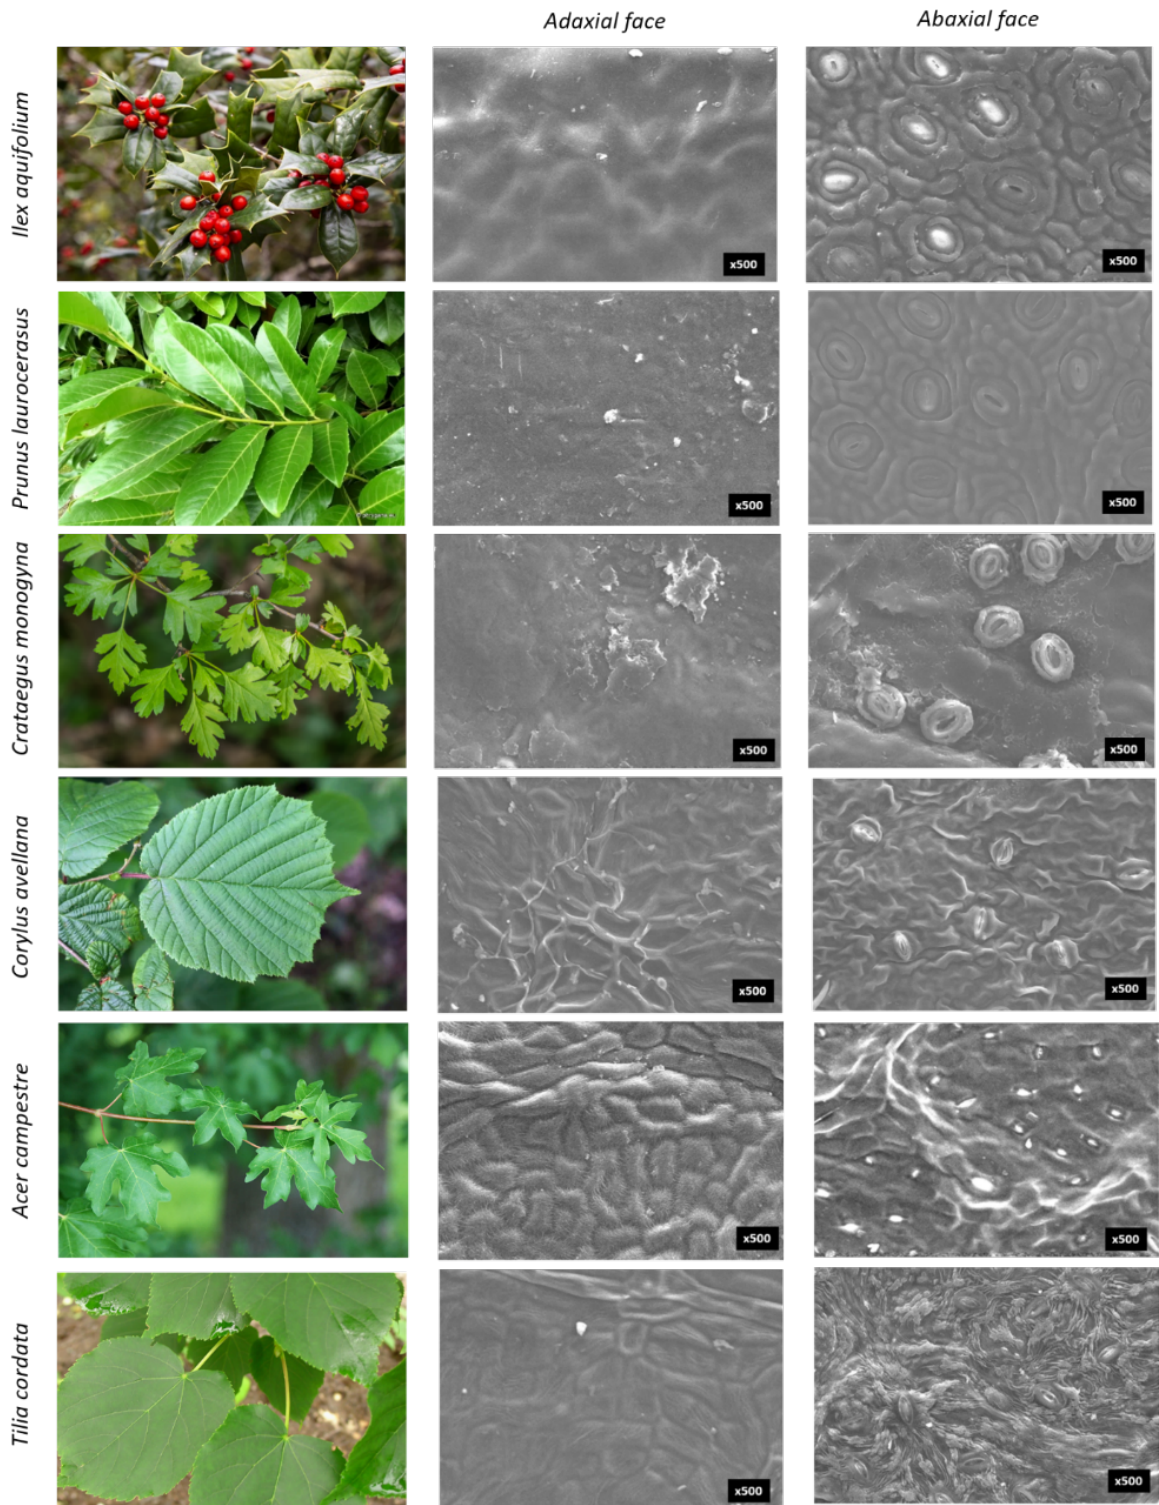 Adaxial face
Abaxial face
Ilex aquifolium
x500
x500
Prunus laurocerasus
x500
x500
Crataegus monogyna
x500
x500
Corylus avellana
x500
x500
Acer campestre
x500
x500
Tilia cordata
x500
x500